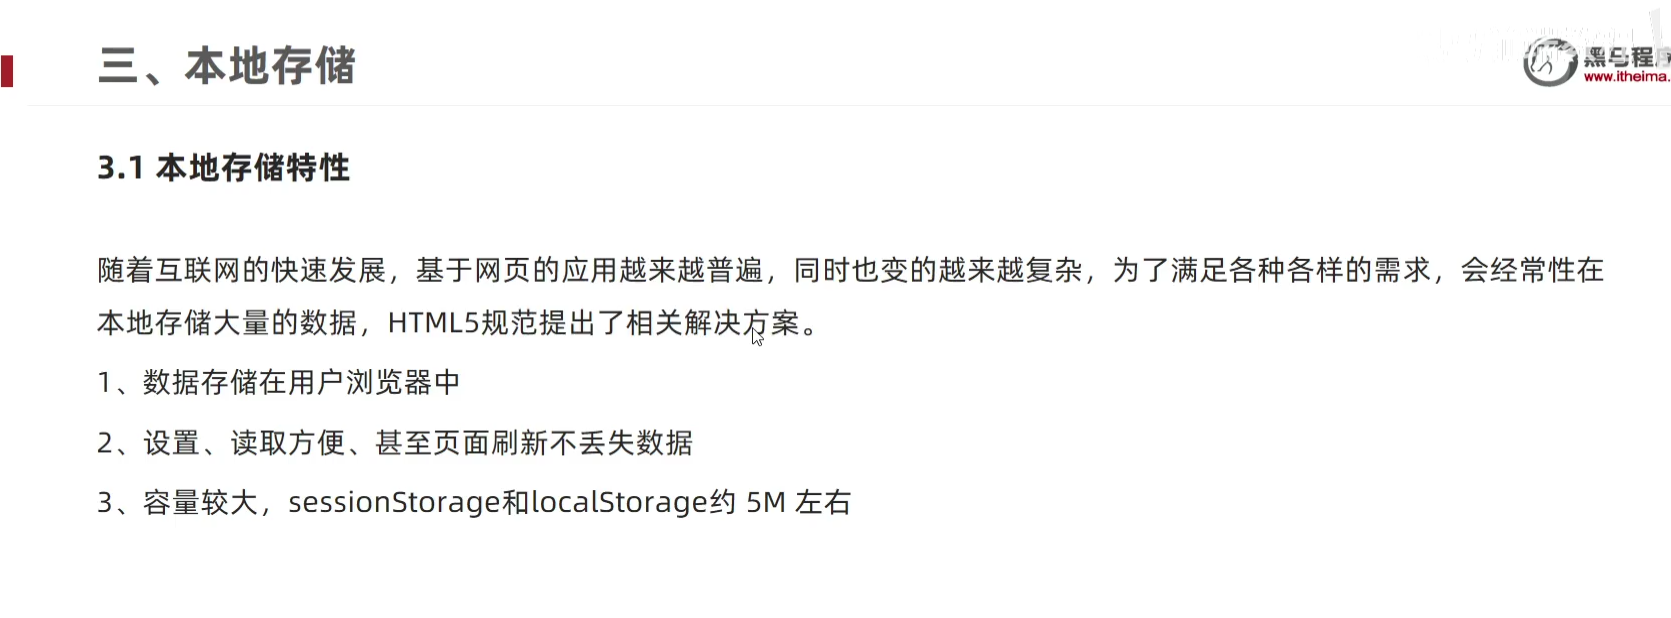 三、本地存储
黑马程序
www.itheima.
3.1 本地存储特性
随着互联网的快速发展，基于网页的应用越来越普遍，同时也变的越来越复杂，为了满足各种各样的需求，会经常性在
本地存储大量的数据，HTML5规范提出了相关解决方案。
1、数据存储在用户浏览器中
2、设置、读取方便、甚至页面刷新不丢失数据
3、容量较大，sessionStorage和localStorage约 5M 左右